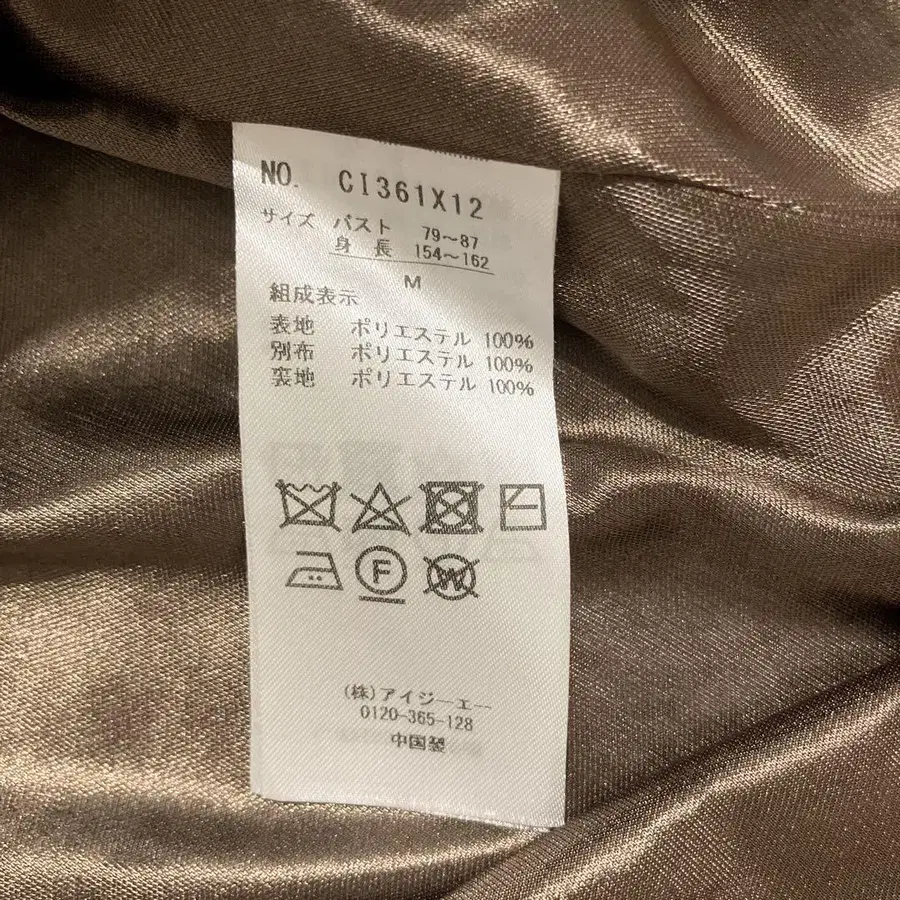 NO. CI361X12
サイズ バスト 79～87
身長 154～162
M
組成表示
表地 ポリエステル 100%
別布 ポリエステル 100%
裏地 ポリエステル 100%
F W
(株)アイジーエー
0120-365-128
中国製